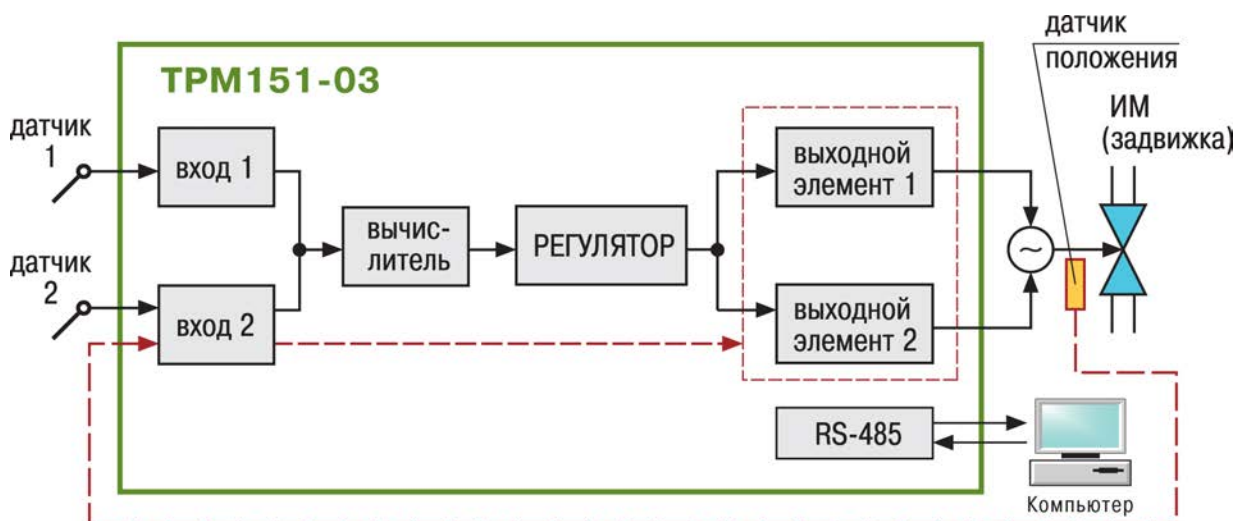 датчик
положения
ТРМ151-03
ИМ
(задвижка)
датчик
1
вход 1
выходной
элемент 1
вычис-
литель
РЕГУЛЯТОР
~
датчик
2
вход 2
выходной
элемент 2
RS-485
Компьютер